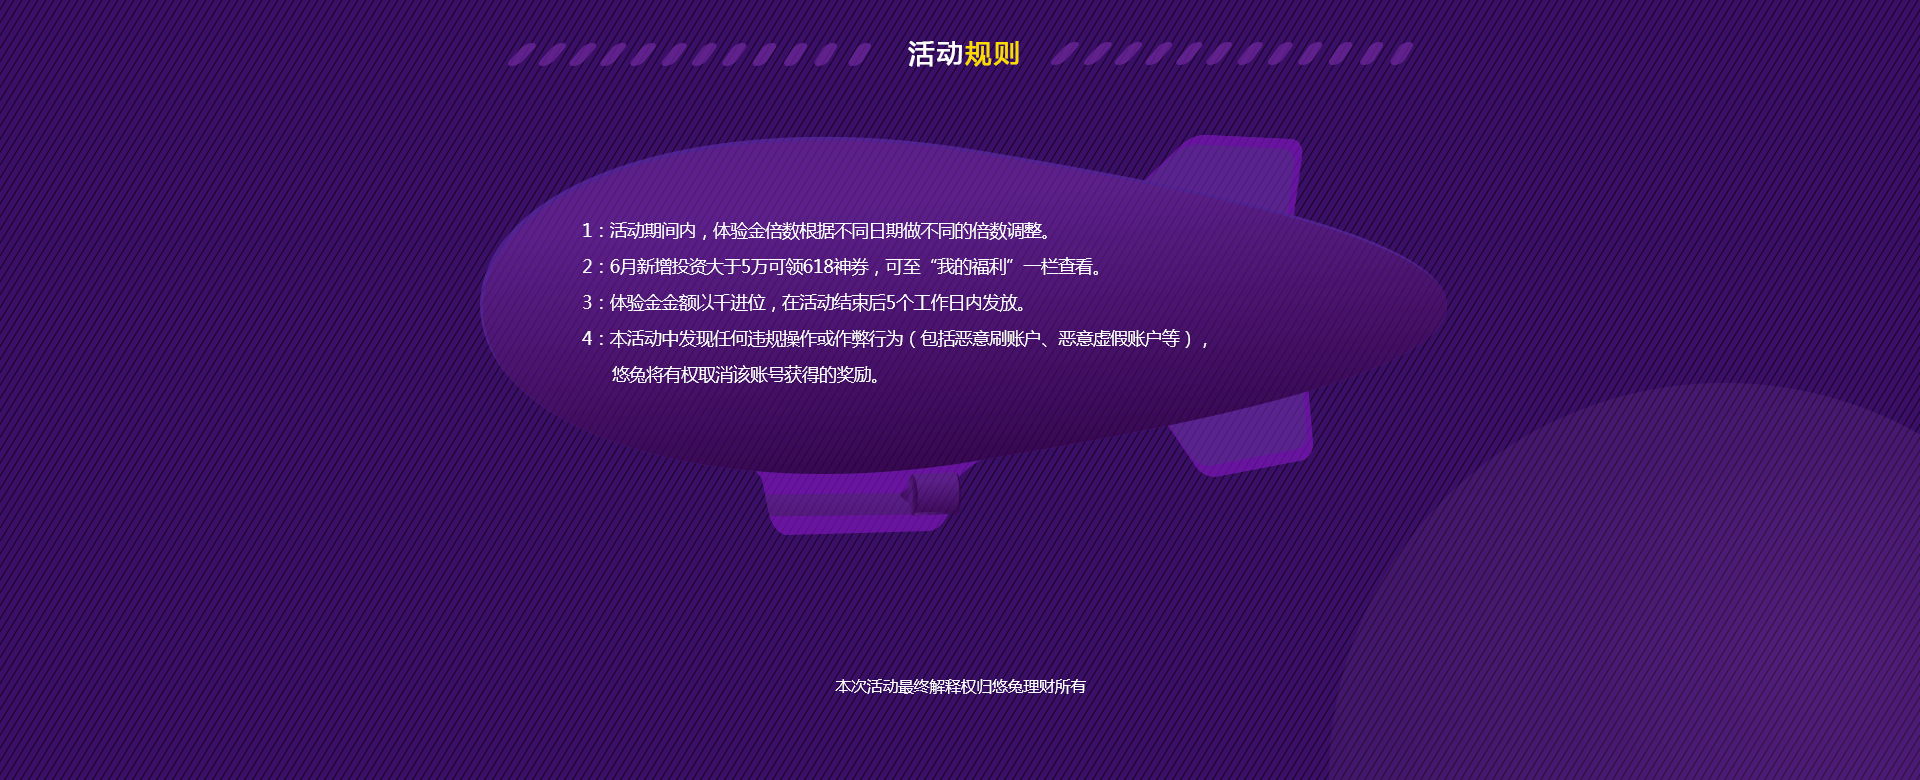 活动规则
1：活动期间内，体验金倍数根据不同日期做不同的倍数调整。
2：6月新增投资大于5万可领618神券，可至“我的福利”一栏查看。
3：体验金金额以千进位，在活动结束后5个工作日内发放。
4：本活动中发现任何违规操作或作弊行为（包括恶意刷账户、恶意虚假账户等），
悠兔将有权取消该账号获得的奖励。
本次活动最终解释权归悠兔理财所有